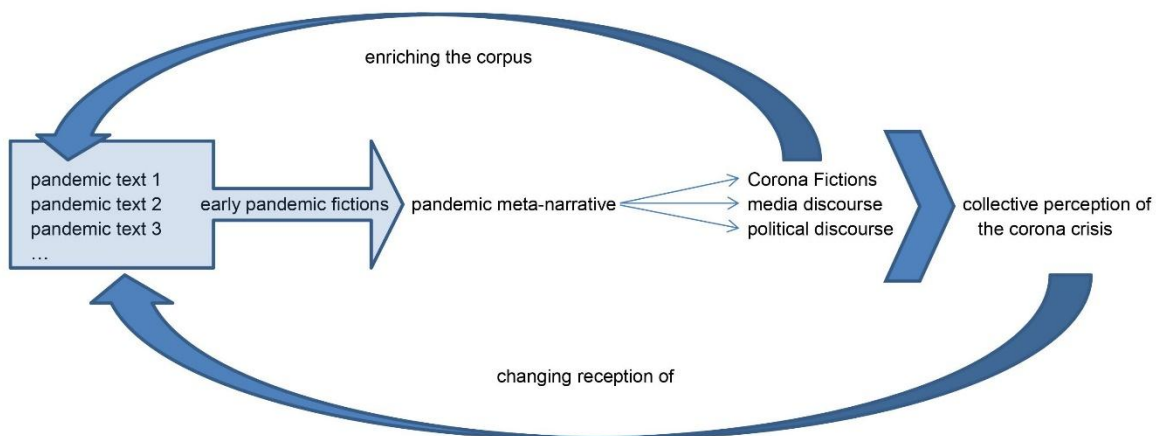 enriching the corpus
pandemic text 1
pandemic text 2
pandemic text 3
…
early pandemic fictions
pandemic meta-narrative
Corona Fictions
media discourse
political discourse
collective perception of
the corona crisis
changing reception of